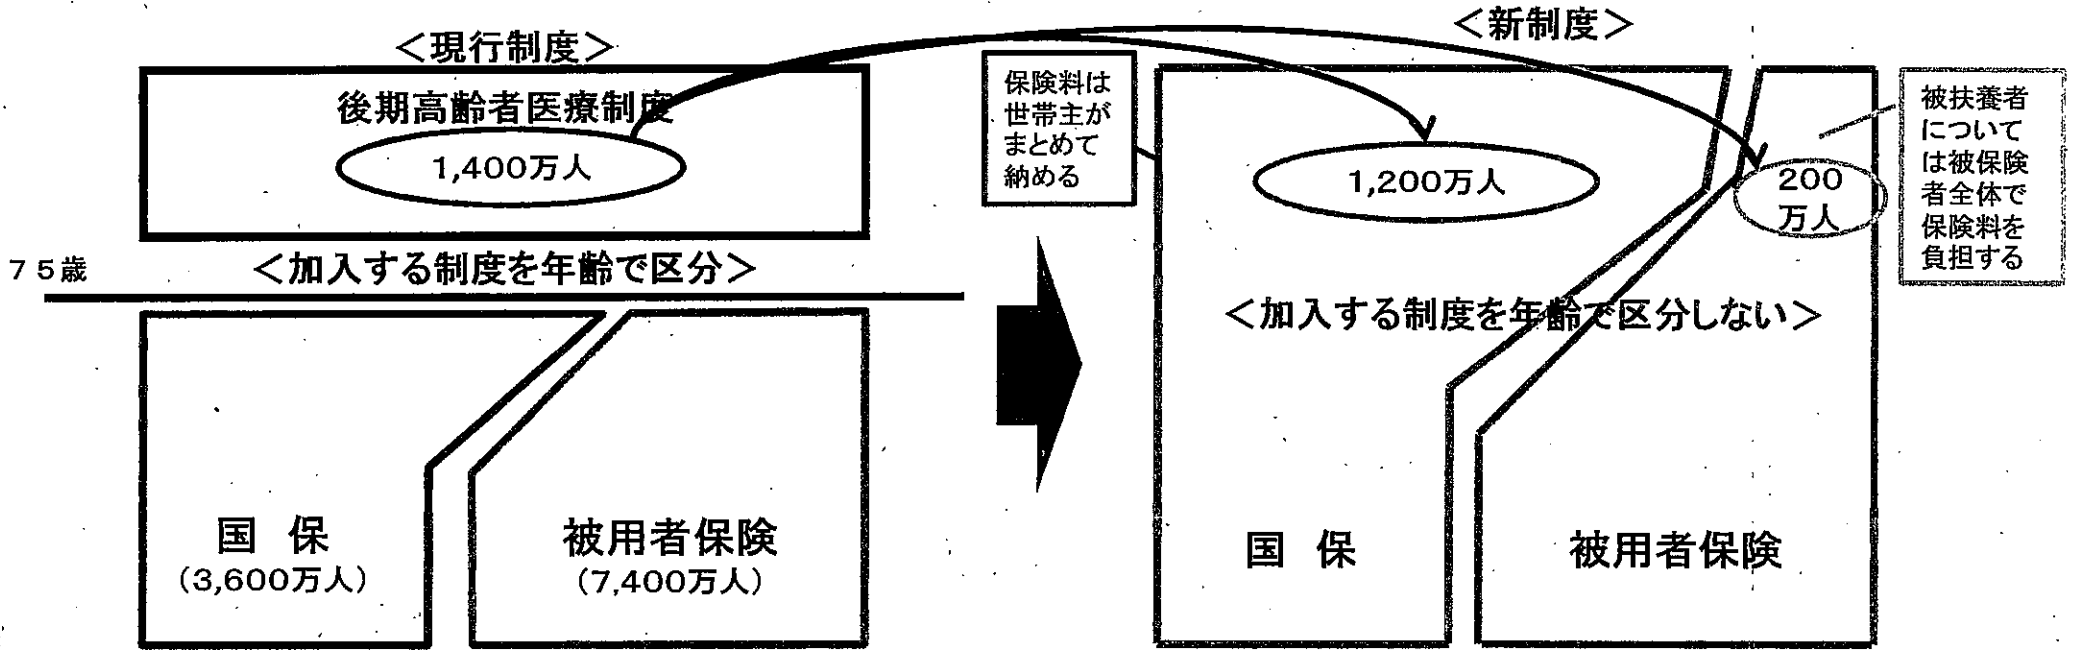 ＜現行制度＞
後期高齢者医療制度
1,400万人
７５歳
＜加入する制度を年齢で区分＞
国 保
（3,600万人）
被用者保険
（7,400万人）
＜新制度＞
保険料は
世帯主が
まとめて
納める
1,200万人
200
万人
被扶養者
について
は被保険
者全体で
保険料を
負担する
＜加入する制度を年齢で区分しない＞
国 保
被用者保険